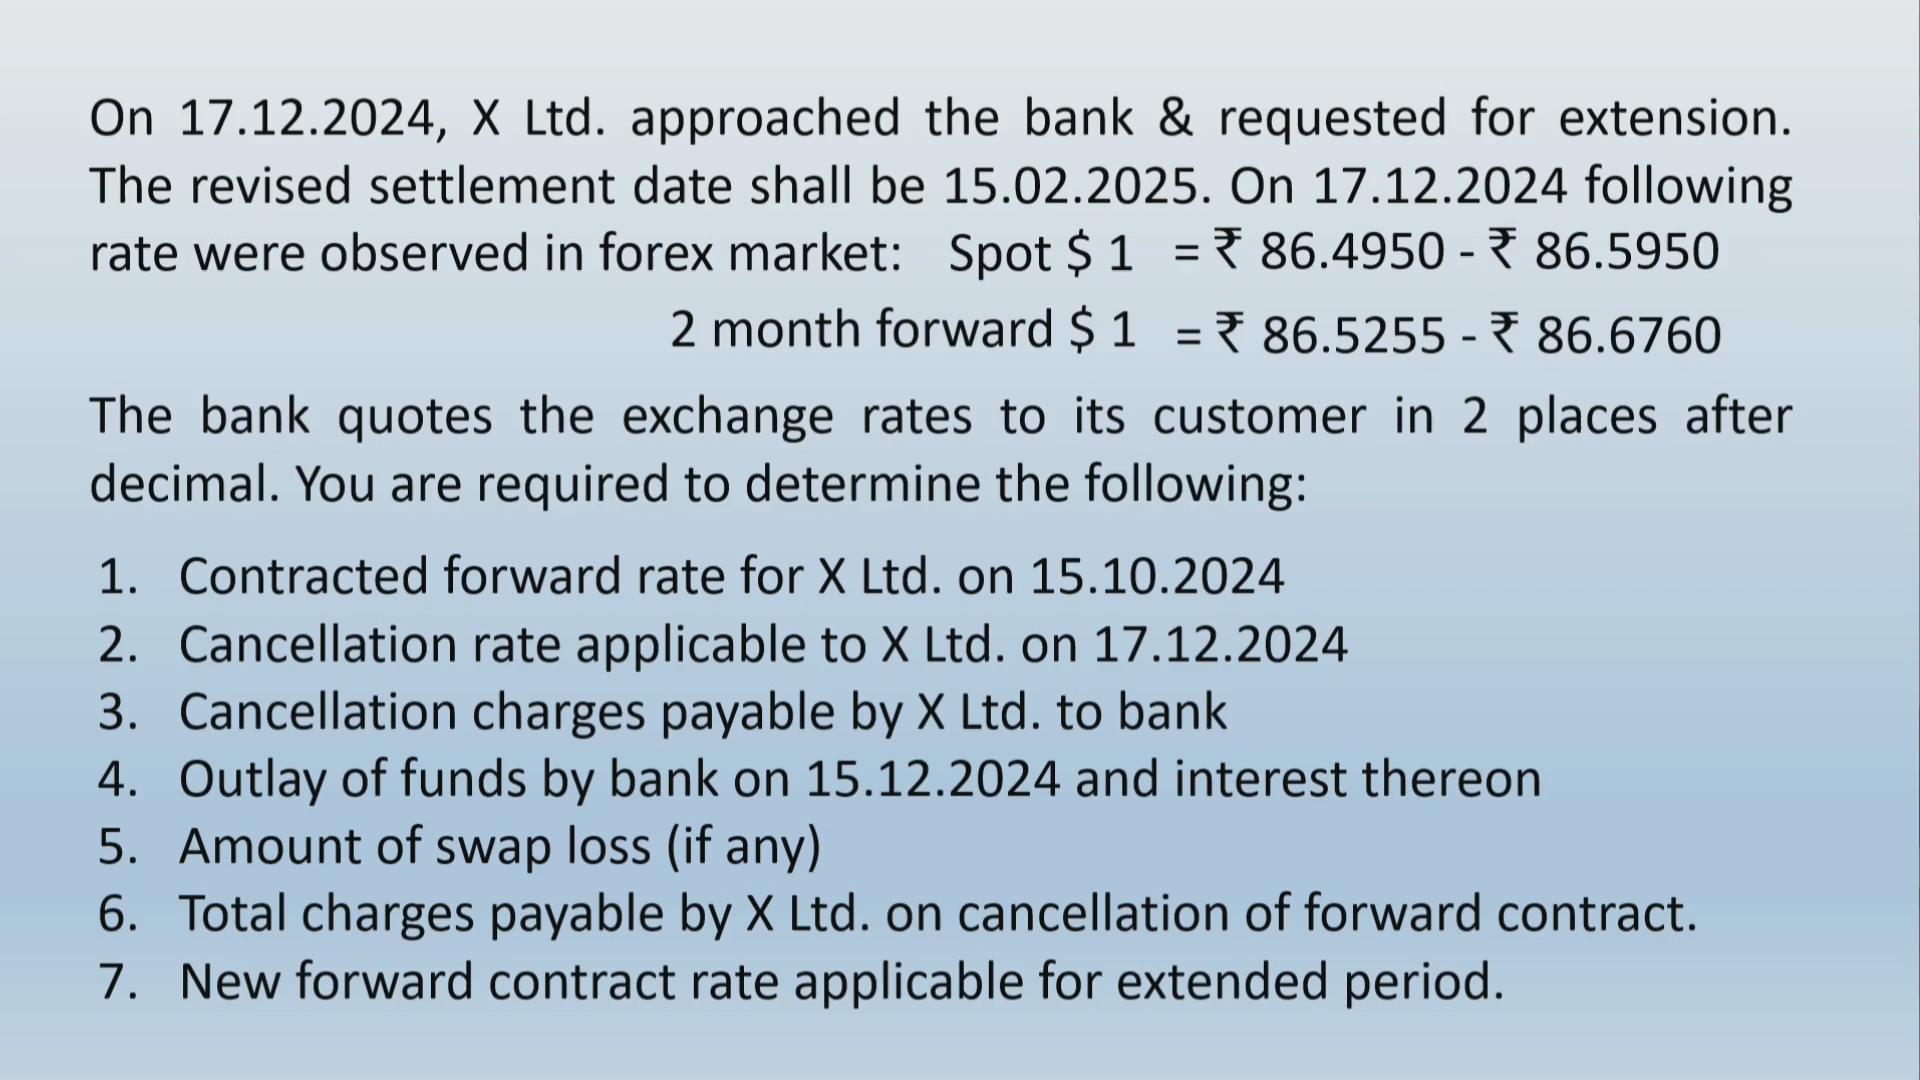 On 17.12.2024, X Ltd. approached the bank & requested for extension.
The revised settlement date shall be 15.02.2025. On 17.12.2024 following
rate were observed in forex market: Spot $ 1 = ₹ 86.4950 - ₹ 86.5950
2 month forward $ 1 = ₹ 86.5255 - ₹ 86.6760
The bank quotes the exchange rates to its customer in 2 places after
decimal. You are required to determine the following:
1. Contracted forward rate for X Ltd. on 15.10.2024
2. Cancellation rate applicable to X Ltd. on 17.12.2024
3. Cancellation charges payable by X Ltd. to bank
4. Outlay of funds by bank on 15.12.2024 and interest thereon
5. Amount of swap loss (if any)
6. Total charges payable by X Ltd. on cancellation of forward contract.
7. New forward contract rate applicable for extended period.